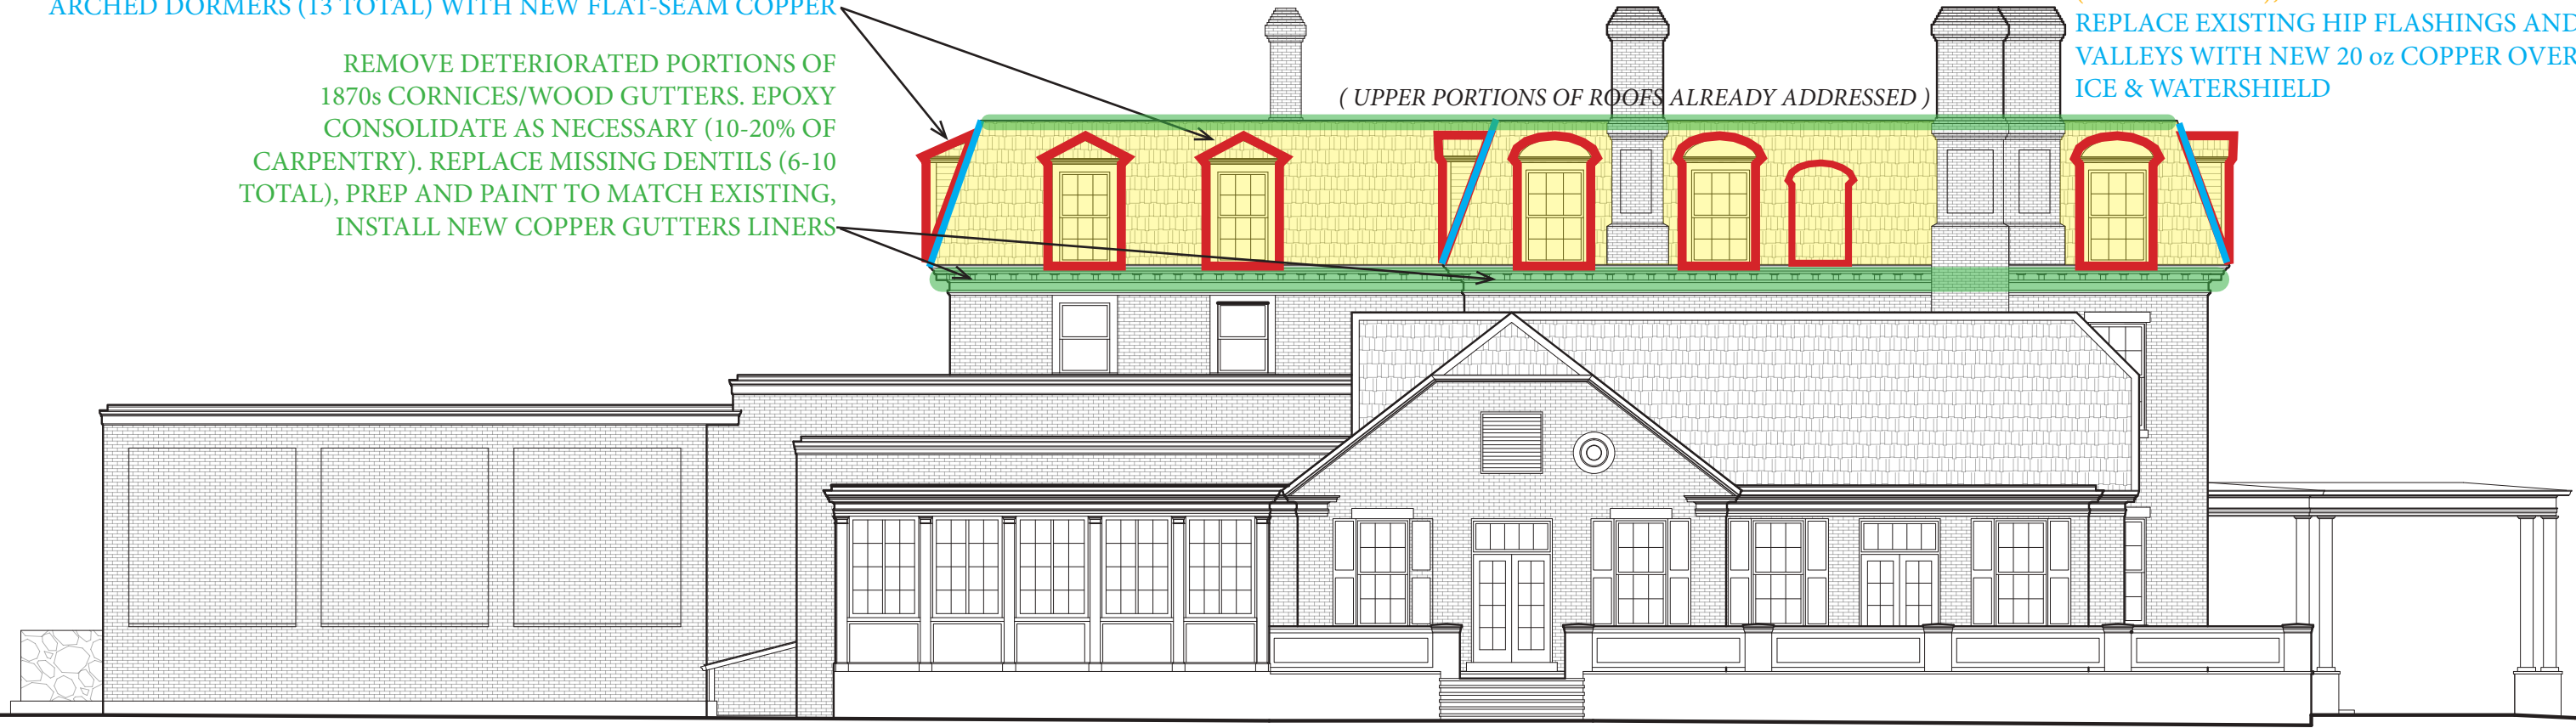 ARCHED DORMERS (13 TOTAL) WITH NEW FLAT-SEAM COPPER
REMOVE DETERIORATED PORTIONS OF
1870s CORNICES/WOOD GUTTERS. EPOXY
CONSOLIDATE AS NECESSARY (10-20% OF
CARPENTRY). REPLACE MISSING DENTILS (6-10
TOTAL), PREP AND PAINT TO MATCH EXISTING,
INSTALL NEW COPPER GUTTERS LINERS
( UPPER PORTIONS OF ROOFS ALREADY ADDRESSED )
REPLACE EXISTING HIP FLASHINGS AND
VALLEYS WITH NEW 20 oz COPPER OVER
ICE & WATERSHIELD